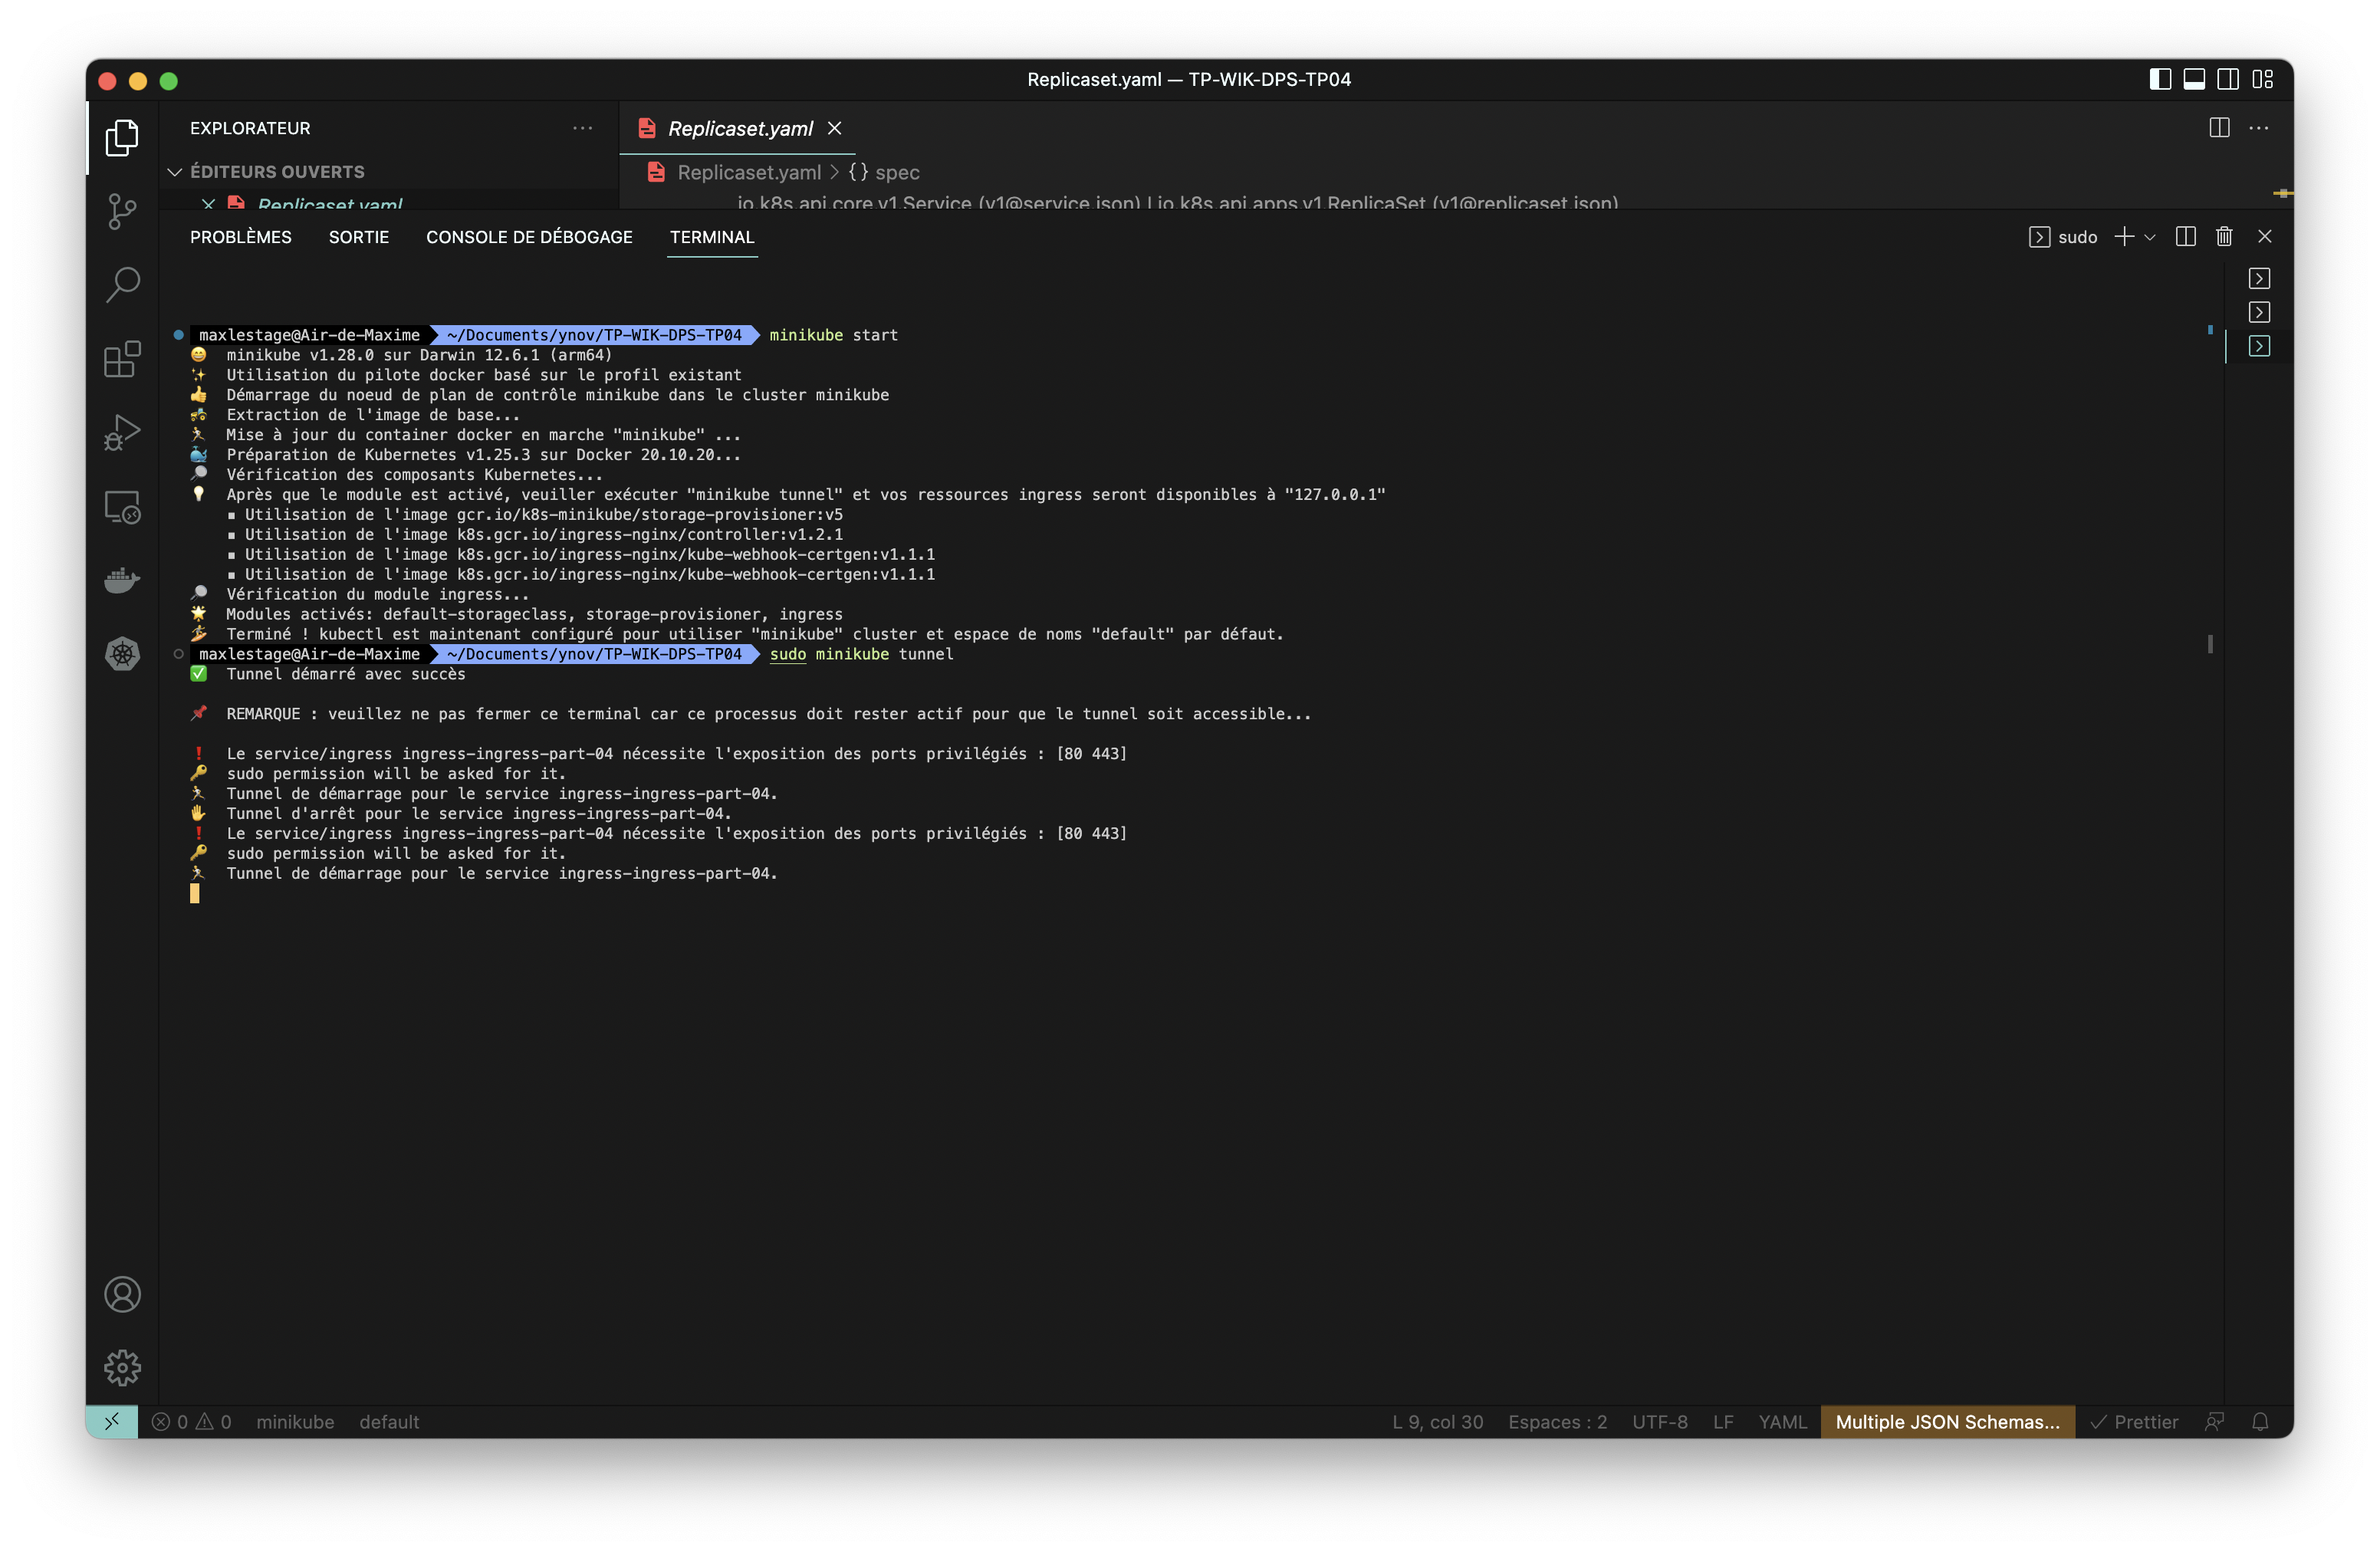 Replicaset.yaml — TP-WIK-DPS-TP04
EXPLORATEUR
Replicaset.yaml
ÉDITEURS OUVERTS
Replicaset.yaml > {} spec
Replicaset.yaml
io.k8s.api.core.v1.Service (v1@service.json) | io.k8s.api.apps.v1.ReplicaSet (v1@replicaset.json)
PROBLÈMES SORTIE CONSOLE DE DÉBOGAGE TERMINAL
sudo
maxlestage@Air-de-Maxime ~/Documents/ynov/TP-WIK-DPS-TP04 minikube start
minikube v1.28.0 sur Darwin 12.6.1 (arm64)
Utilisation du pilote docker basé sur le profil existant
Démarrage du noeud de plan de contrôle minikube dans le cluster minikube
Extraction de l'image de base...
Mise à jour du container docker en marche "minikube" ...
Préparation de Kubernetes v1.25.3 sur Docker 20.10.20...
Vérification des composants Kubernetes...
Après que le module est activé, veuiller exécuter "minikube tunnel" et vos ressources ingress seront disponibles à "127.0.0.1"
▪ Utilisation de l'image gcr.io/k8s-minikube/storage-provisioner:v5
▪ Utilisation de l'image k8s.gcr.io/ingress-nginx/controller:v1.2.1
▪ Utilisation de l'image k8s.gcr.io/ingress-nginx/kube-webhook-certgen:v1.1.1
▪ Utilisation de l'image k8s.gcr.io/ingress-nginx/kube-webhook-certgen:v1.1.1
Vérification du module ingress...
Modules activés: default-storageclass, storage-provisioner, ingress
Terminé ! kubectl est maintenant configuré pour utiliser "minikube" cluster et espace de noms "default" par défaut.
maxlestage@Air-de-Maxime ~/Documents/ynov/TP-WIK-DPS-TP04 sudo minikube tunnel
Tunnel démarré avec succès
REMARQUE : veuillez ne pas fermer ce terminal car ce processus doit rester actif pour que le tunnel soit accessible...
Le service/ingress ingress-ingress-part-04 nécessite l'exposition des ports privilégiés : [80 443]
sudo permission will be asked for it.
Tunnel de démarrage pour le service ingress-ingress-part-04.
Tunnel d'arrêt pour le service ingress-ingress-part-04.
Le service/ingress ingress-ingress-part-04 nécessite l'exposition des ports privilégiés : [80 443]
sudo permission will be asked for it.
Tunnel de démarrage pour le service ingress-ingress-part-04.
0 0 minikube default L 9, col 30 Espaces : 2 UTF-8 LF YAML Multiple JSON Schemas... Prettier